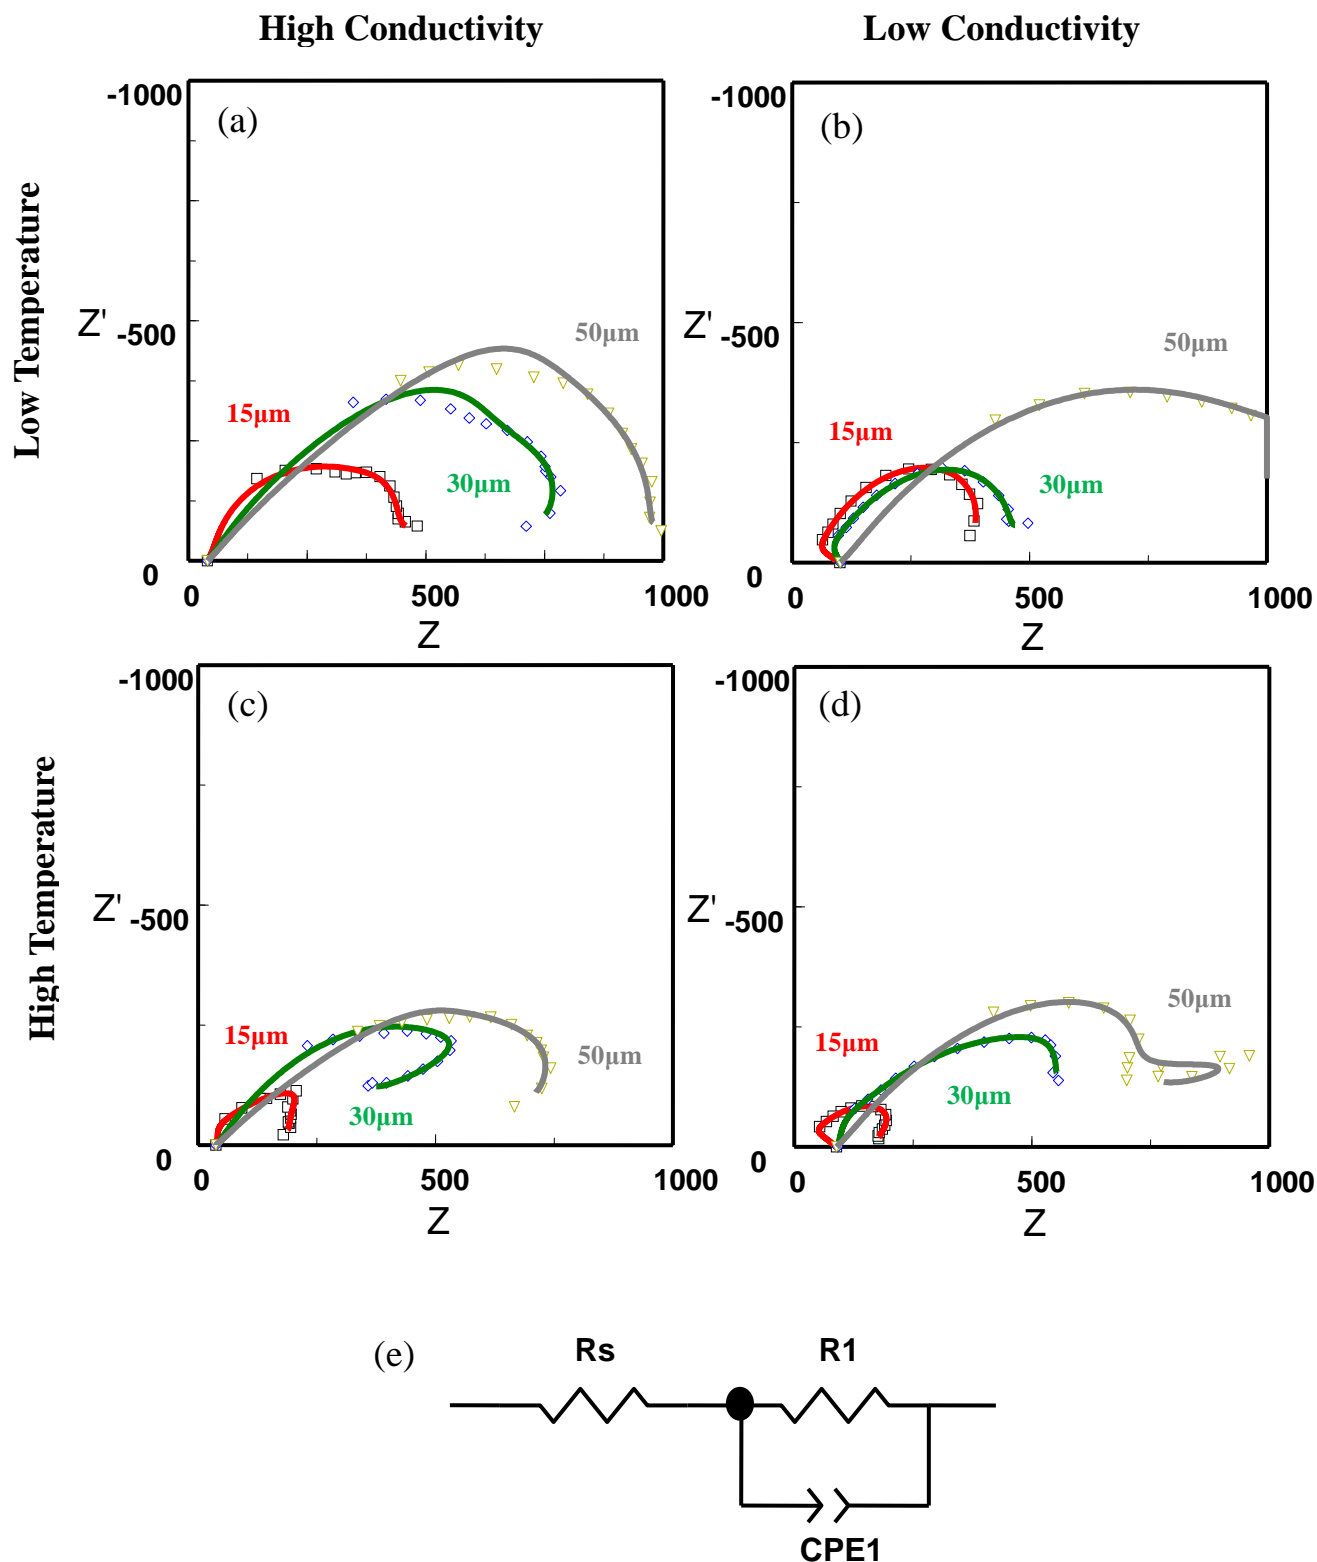 High Conductivity
Low Conductivity
Low Temperature
-1000
(a)
Z'
-500
50μm
15μm
30μm
0
0
500
1000
Z
-1000
(b)
-500
50μm
15μm
30μm
0
0
500
1000
Z
High Temperature
-1000
(c)
Z'
-500
15μm
50μm
30μm
0
0
500
1000
Z
-1000
(d)
Z'
-500
50μm
15μm
30μm
0
0
500
1000
Z
(e)
Rs
R1
CPE1